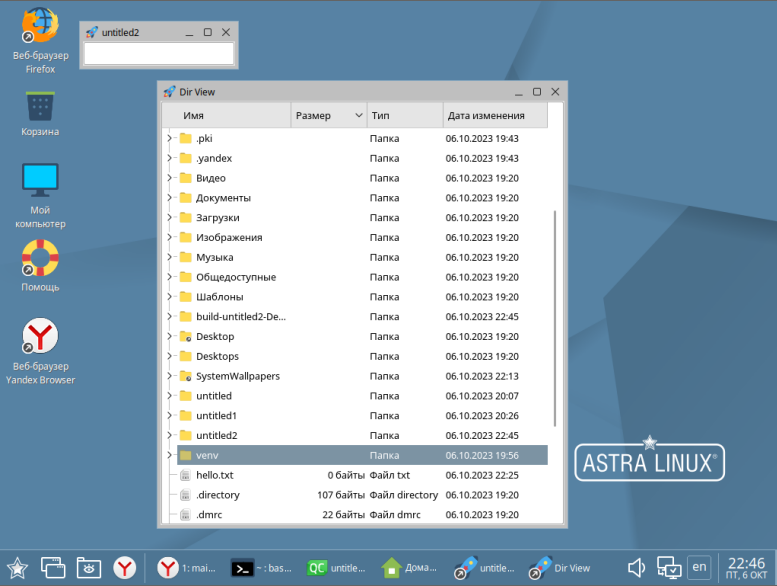 Веб-браузер
Firefox
Корзина
Мой
компьютер
Помощь
Веб-браузер
Yandex Browser
untitled2
Dir View
Имя Размер Тип Дата изменения
.pki Папка 06.10.2023 19:43
.yandex Папка 06.10.2023 19:43
Видео Папка 06.10.2023 19:20
Документы Папка 06.10.2023 19:20
Загрузки Папка 06.10.2023 19:20
Изображения Папка 06.10.2023 19:20
Музыка Папка 06.10.2023 19:20
Общедоступные Папка 06.10.2023 19:20
Шаблоны Папка 06.10.2023 19:20
build-untitled2-De... Папка 06.10.2023 22:45
Desktop Папка 06.10.2023 19:20
Desktops Папка 06.10.2023 19:20
SystemWallpapers Папка 06.10.2023 22:13
untitled Папка 06.10.2023 20:07
untitled1 Папка 06.10.2023 20:26
untitled2 Папка 06.10.2023 22:45
venv Папка 06.10.2023 19:56
hello.txt 0 байты Файл txt 06.10.2023 22:25
.directory 107 байты Файл directory 06.10.2023 19:20
.dmrc 22 байты Файл dmrc 06.10.2023 19:20
ASTRA LINUX®
1: mai... ~ : bas... QC untitle... Дома... untitle... Dir View en 22:46
ПТ, 6 ОКТ